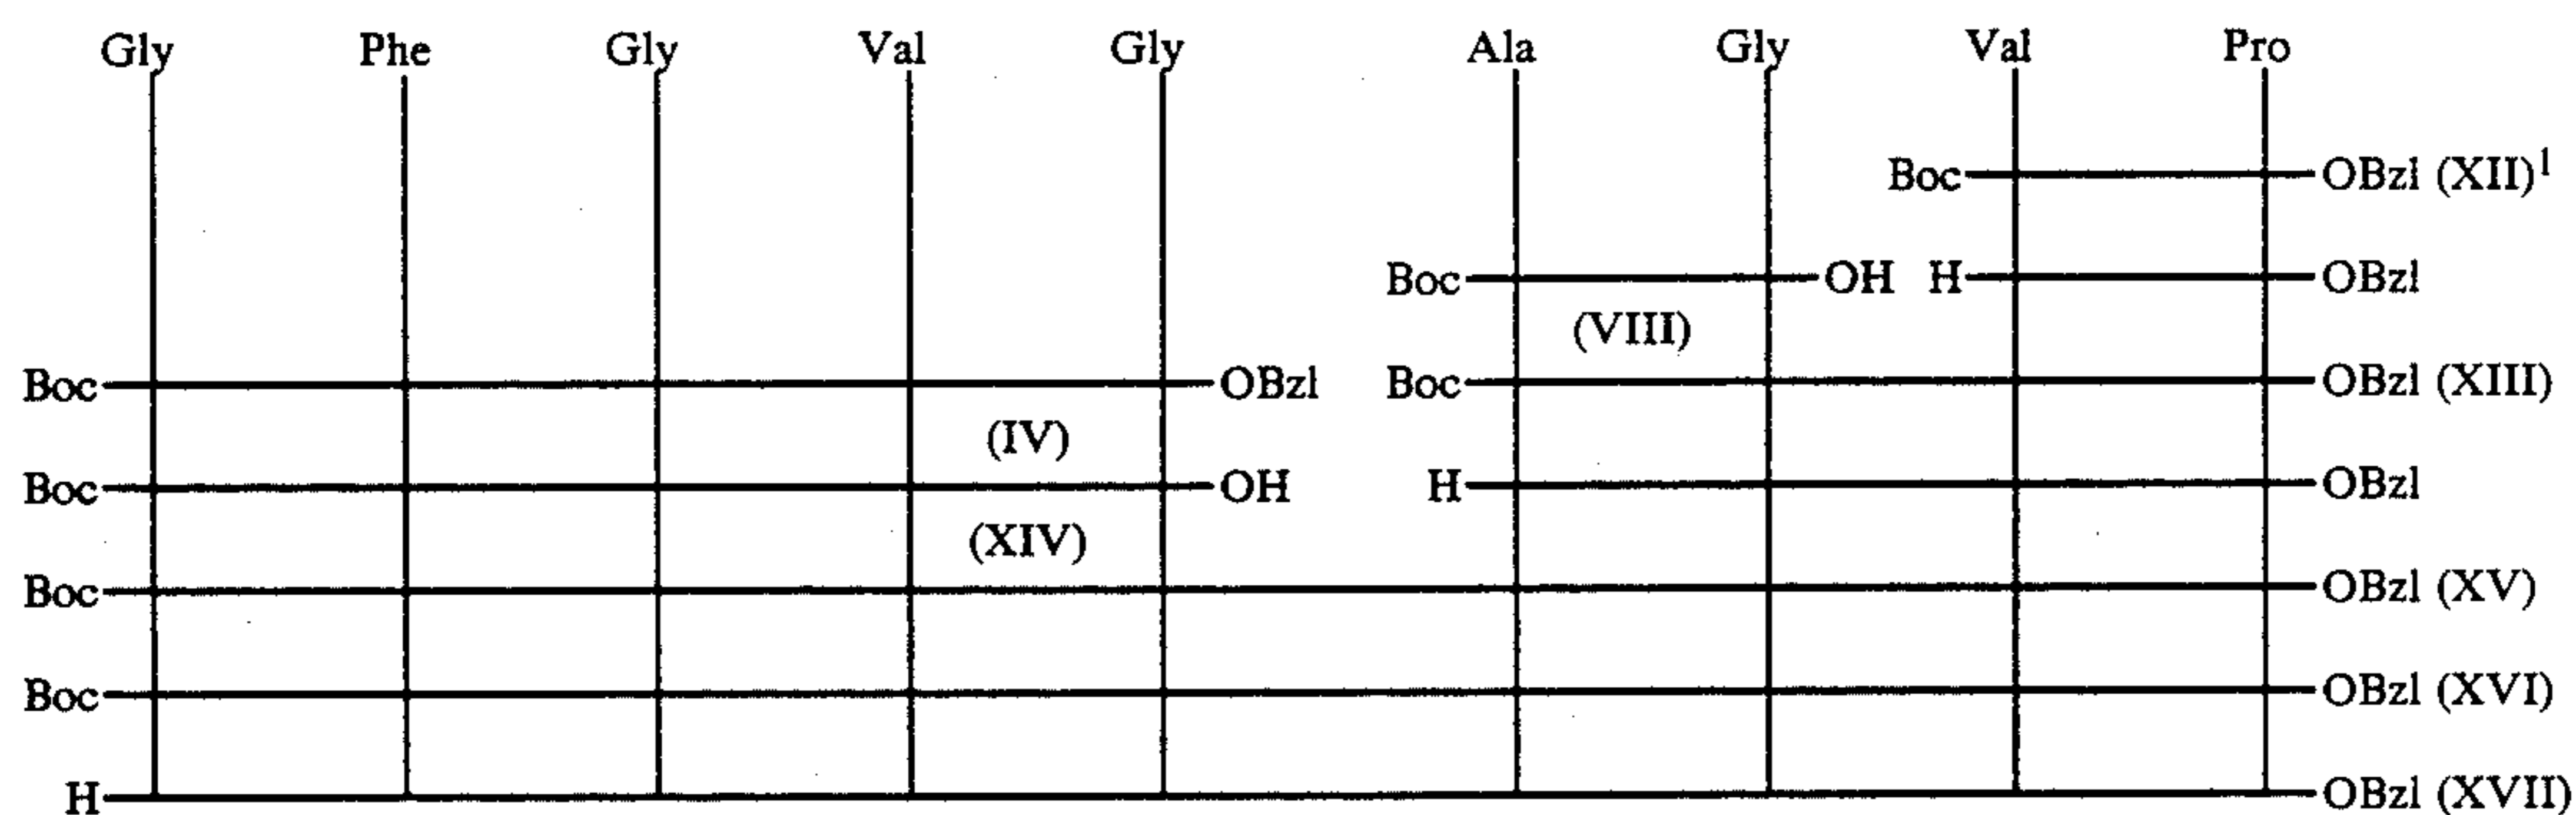 Gly Phe Gly Val Gly Ala Gly Val Pro
Boc OBzl (XII)1
Boc OH H OBzl
(VIII)
Boc OBzl Boc OBzl (XIII)
(IV)
Boc OH H OBzl
(XIV)
Boc OBzl (XV)
Boc OBzl (XVI)
H OBzl (XVII)